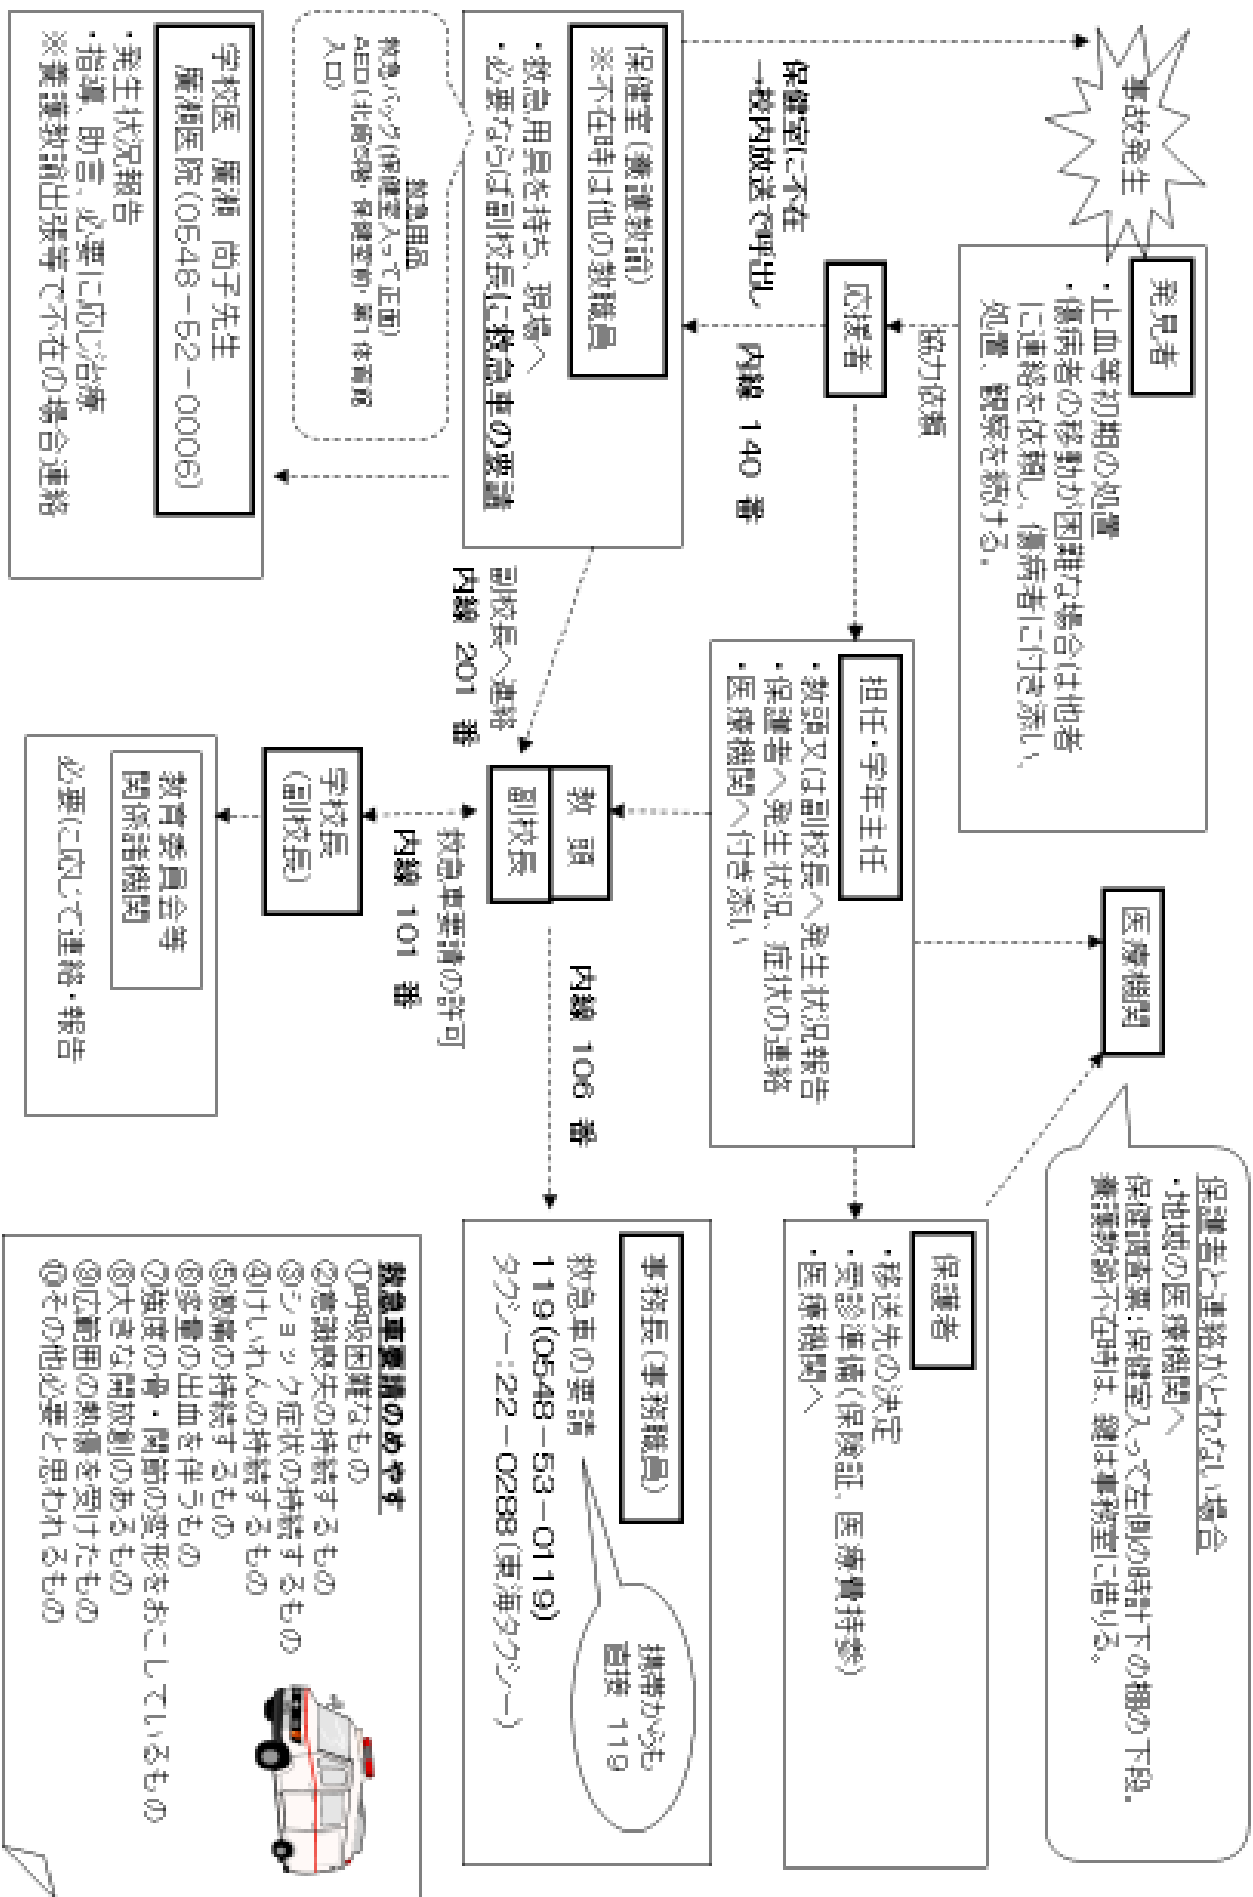 事故発生
発見者
・止血等初期の処置
・傷病者の移動が困難な場合は他者
に連絡を依頼し、傷病者に付き添い、
処置、観察を続ける。
協力依頼
応援者
保健室に不在
→校内放送で呼出し
内線 140 番
保健室(養護教諭)
※不在時は他の教職員
・救急用具を持ち、現場へ
・必要ならば副校長に救急車の要請
救急用品
救急バック(保健室入って正面)
AED(北館通路・保健室前・第1体育館
入口)
学校医 廣瀬 尚子先生
廣瀬医院(0548-52-0006)
・発生状況報告
・指導、助言、必要に応じ治療
※養護教諭出張等で不在の場合連絡
担任・学年主任
・教頭又は副校長へ発生状況報告
・保護者へ発生状況、症状の連絡
・医療機関へ付き添い
副校長へ連絡
内線 201 番
教 頭
副校長
救急車要請の許可
内線 101 番
学校長
(副校長)
教育委員会等
関係諸機関
必要に応じて連絡・報告
内線 106 番
医療機関
保護者と連絡がとれない場合
・地域の医療機関へ
保健調査票:保健室入って左側の時計下の棚の下段。
養護教諭不在時は、鍵は事務室に借りる。
保護者
・移送先の決定
・受診準備(保険証、医療費持参)
・医療機関へ
事務長(事務職員)
救急車の要請
119(0548-53-0119)
タクシー:22-0288(東海タクシー)
携帯からも
直接 119
救急車要請のめやす
①呼吸困難なもの
②意識喪失の持続するもの
③ショック症状の持続するもの
④けいれんの持続するもの
⑤激痛の持続するもの
⑥多量の出血を伴うもの
⑦強度の骨・関節の変形をおこしているもの
⑧大きな開放創のあるもの
⑨広範囲の熱傷を受けたもの
⑩その他必要と思われるもの